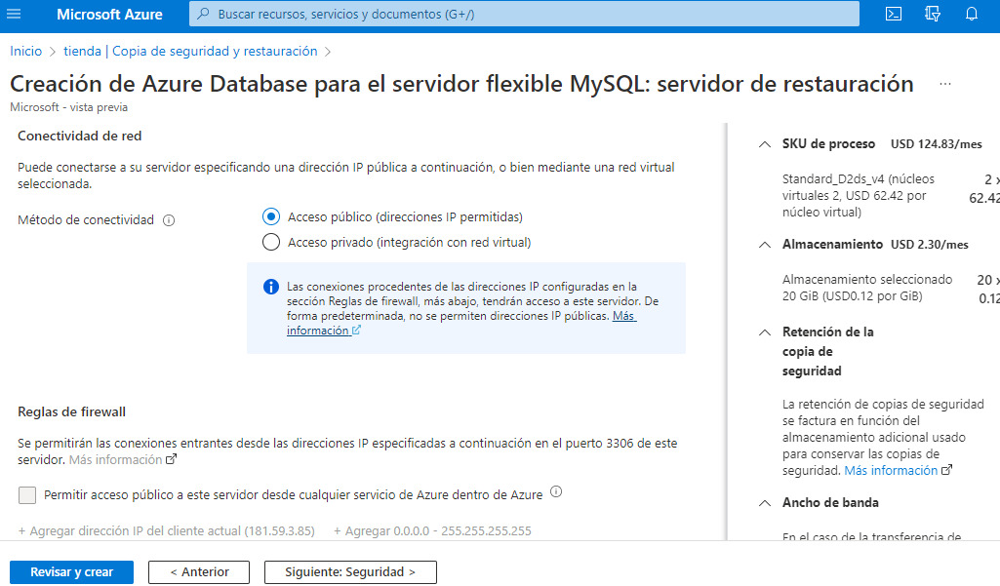 Microsoft Azure
Buscar recursos, servicios y documentos (G+/)
Inicio > tienda | Copia de seguridad y restauración >
Creación de Azure Database para el servidor flexible MySQL: servidor de restauración ...
Microsoft - vista previa
Conectividad de red
Puede conectarse a su servidor especificando una dirección IP pública a continuación, o bien mediante una red virtual
seleccionada.
Método de conectividad
Acceso público (direcciones IP permitidas)
Acceso privado (integración con red virtual)
Las conexiones procedentes de las direcciones IP configuradas en la
sección Reglas de firewall, más abajo, tendrán acceso a este servidor. De
forma predeterminada, no se permiten direcciones IP públicas. Más
información
Reglas de firewall
Se permitirán las conexiones entrantes desde las direcciones IP especificadas a continuación en el puerto 3306 de este
servidor. Más información
Permitir acceso público a este servidor desde cualquier servicio de Azure dentro de Azure
+ Agregar dirección IP del cliente actual (181.59.3.85) + Agregar 0.0.0.0 - 255.255.255.255
SKU de proceso USD 124.83/mes
Standard_D2ds_v4 (núcleos 2 x
virtuales 2, USD 62.42 por 62.42
núcleo virtual)
Almacenamiento USD 2.30/mes
Almacenamiento seleccionado 20 x
20 GiB (USD0.12 por GiB) 0.12
Retención de la
copia de
seguridad
La retención de copias de seguridad
se factura en función del
almacenamiento adicional usado
para conservar las copias de
seguridad. Más información
Ancho de banda
En el caso de la transferencia de
Revisar y crear
< Anterior
Siguiente: Seguridad >